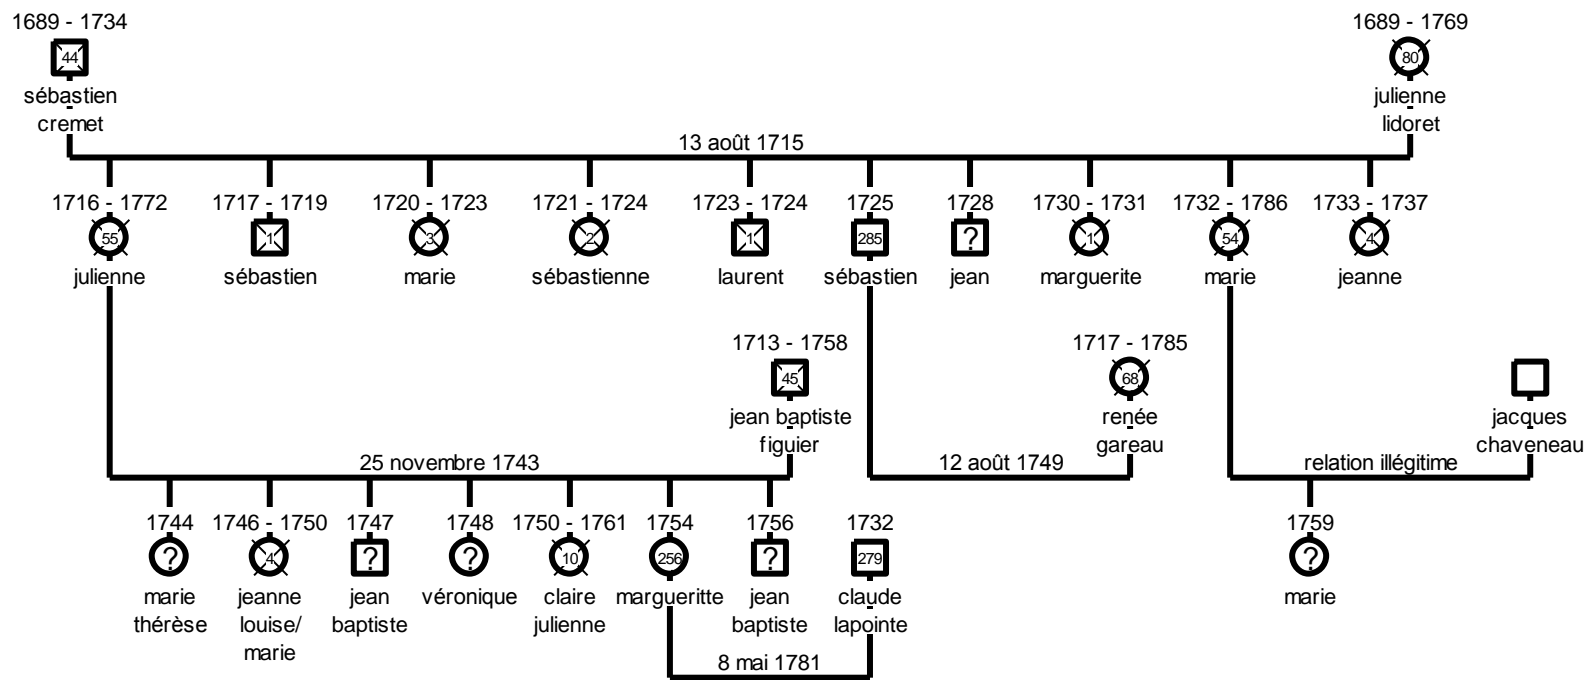 1689 - 1734
1689 - 1769
44
80
sébastien
cremet
julienne
lidoret
13 août 1715
1716 - 1772
1717 - 1719
1720 - 1723
1721 - 1724
1723 - 1724
1725
1728
1730 - 1731
1732 - 1786
1733 - 1737
55
1
3
2
1
285
?
1
54
4
julienne
sébastien
marie
sébastienne
laurent
sébastien
jean
marguerite
marie
jeanne
1713 - 1758
1717 - 1785
45
68
jean baptiste
figuier
renée
gareau
jacques
chaveneau
25 novembre 1743
12 août 1749
relation illégitime
1744
1746 - 1750
1747
1748
1750 - 1761
1754
1756
1732
1759
?
4
?
?
10
256
?
279
?
marie
thérèse
jeanne
louise/
marie
jean
baptiste
véronique
claire
julienne
margueritte
jean
baptiste
claude
lapointe
marie
8 mai 1781